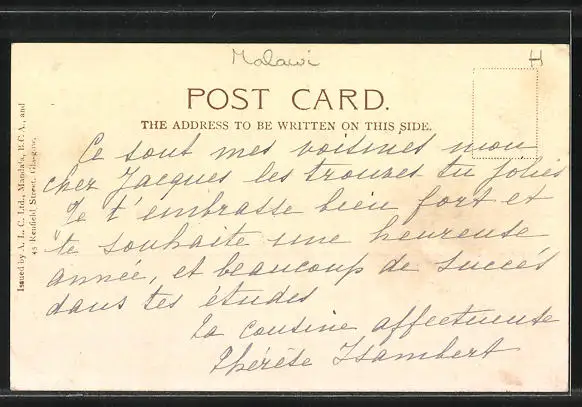 Malawi
H
POST CARD.
THE ADDRESS TO BE WRITTEN ON THIS SIDE.
Ce sont mes voisines mon
cher Jacques les trouves tu jolies
Je t'embrasse bien fort et
te souhaite une heureuse
année, et beaucoup de succés
dans tes études
Ta cousine affectueuse
Thérèse Isambert
Issued by A. L. C. Ltd., Mandala, B.C.A., and
45 Renfield Street, Glasgow.